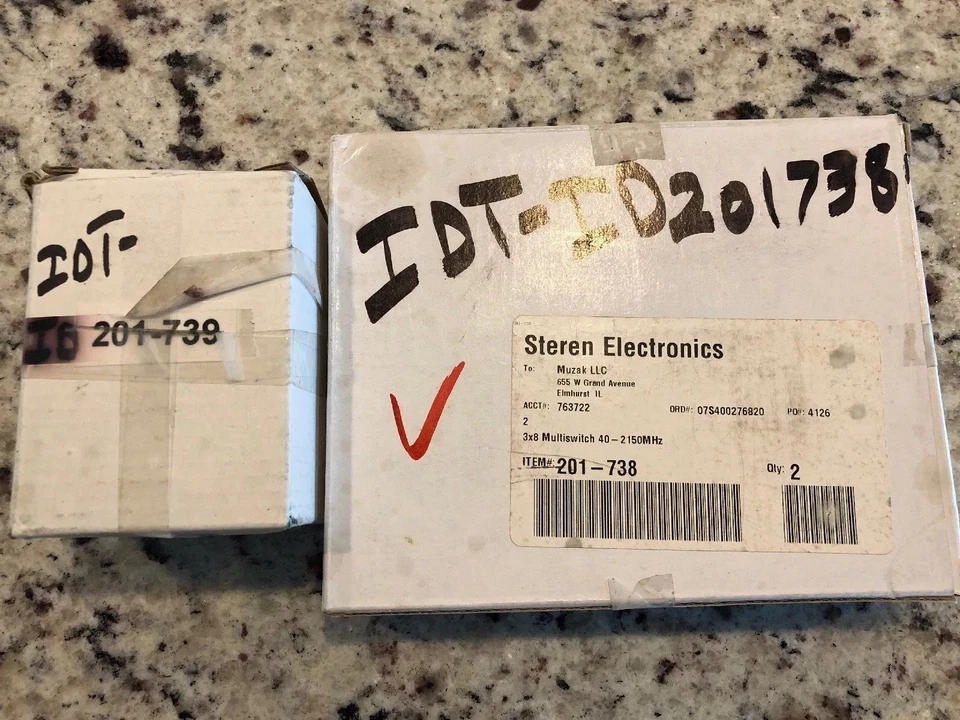 IDT-
ID 201-739
IDT-ID201738
Steren Electronics
To: Muzak LLC
655 W Grand Avenue
Elmhurst IL
ACCT#: 763722 ORD#: 07S400276820 PO#: 4126
2
3x8 Multiswitch 40-2150MHz
ITEM#: 201-738 Qty: 2